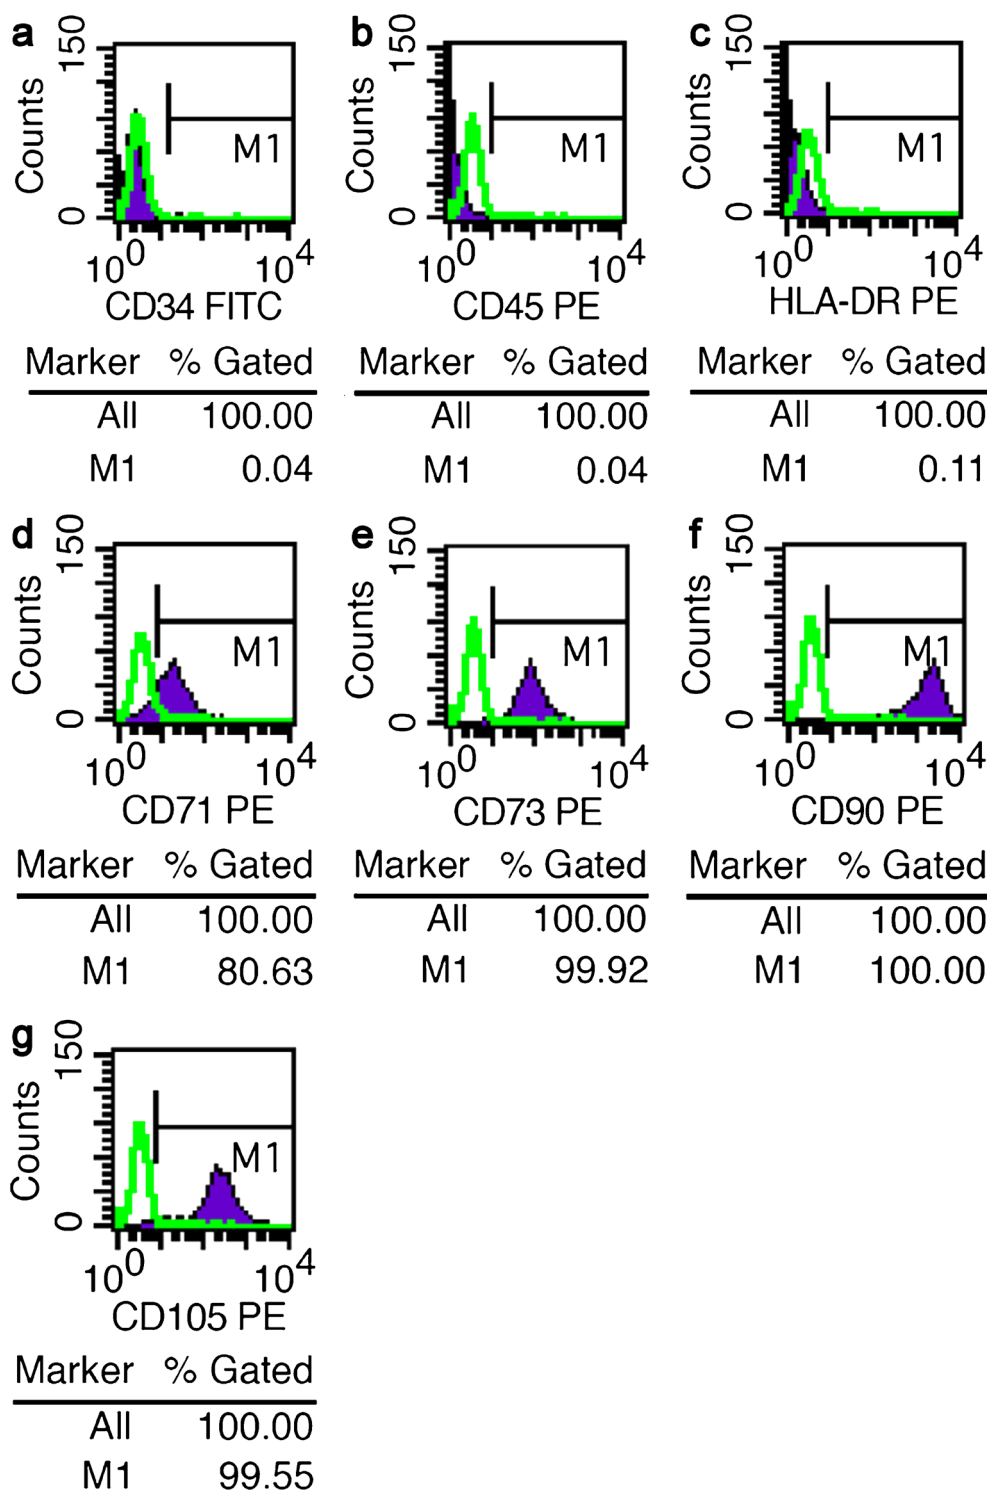 a
150
Counts
0
M1
10^0 10^4
CD34 FITC
Marker % Gated
All 100.00
M1 0.04
b
150
Counts
0
M1
10^0 10^4
CD45 PE
Marker % Gated
All 100.00
M1 0.04
c
150
Counts
0
M1
10^0 10^4
HLA-DR PE
Marker % Gated
All 100.00
M1 0.11
d
150
Counts
0
M1
10^0 10^4
CD71 PE
Marker % Gated
All 100.00
M1 80.63
e
150
Counts
0
M1
10^0 10^4
CD73 PE
Marker % Gated
All 100.00
M1 99.92
f
150
Counts
0
M1
10^0 10^4
CD90 PE
Marker % Gated
All 100.00
M1 100.00
g
150
Counts
0
M1
10^0 10^4
CD105 PE
Marker % Gated
All 100.00
M1 99.55